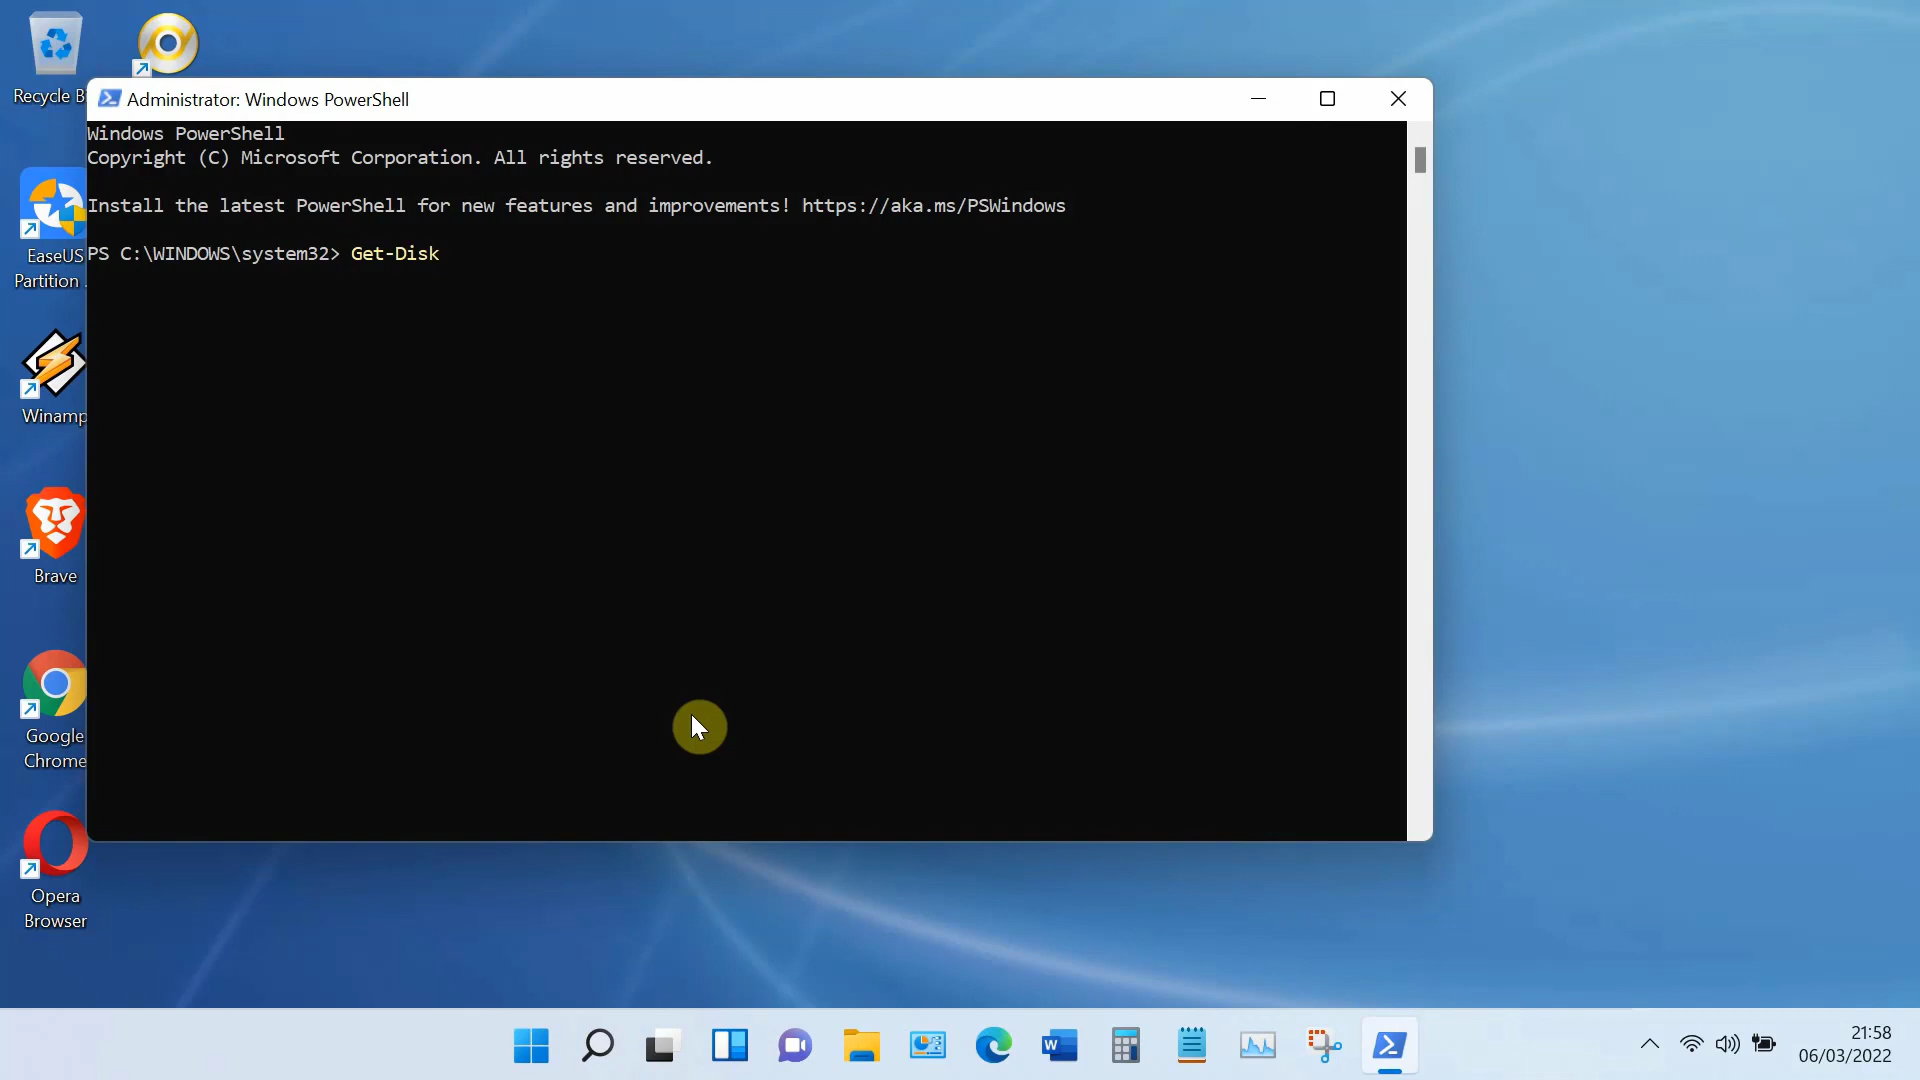 Recycle B
Administrator: Windows PowerShell
Windows PowerShell
Copyright (C) Microsoft Corporation. All rights reserved.
Install the latest PowerShell for new features and improvements! https://aka.ms/PSWindows
PS C:\WINDOWS\system32> Get-Disk
EaseUS
Partition .
Winamp
Brave
Google
Chrome
Opera
Browser
W
21:58
06/03/2022